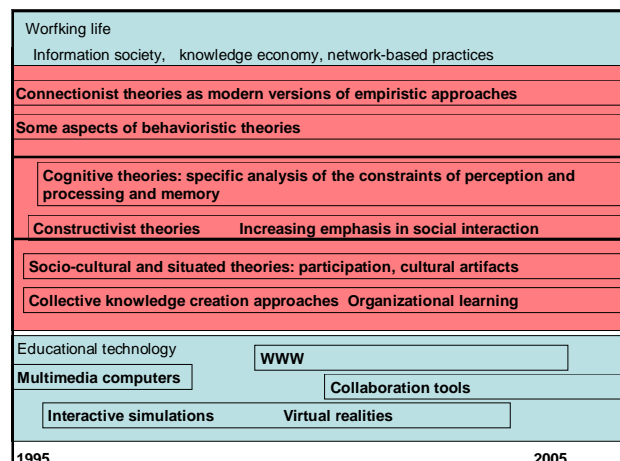 Worfking life
Information society, knowledge economy, network-based practices
Connectionist theories as modern versions of empiristic approaches
Some aspects of behavioristic theories
Cognitive theories: specific analysis of the constraints of perception and
processing and memory
Constructivist theories Increasing emphasis in social interaction
Socio-cultural and situated theories: participation, cultural artifacts
Collective knowledge creation approaches Organizational learning
Educational technology
WWW
Multimedia computers
Collaboration tools
Interactive simulations Virtual realities
1995 2005